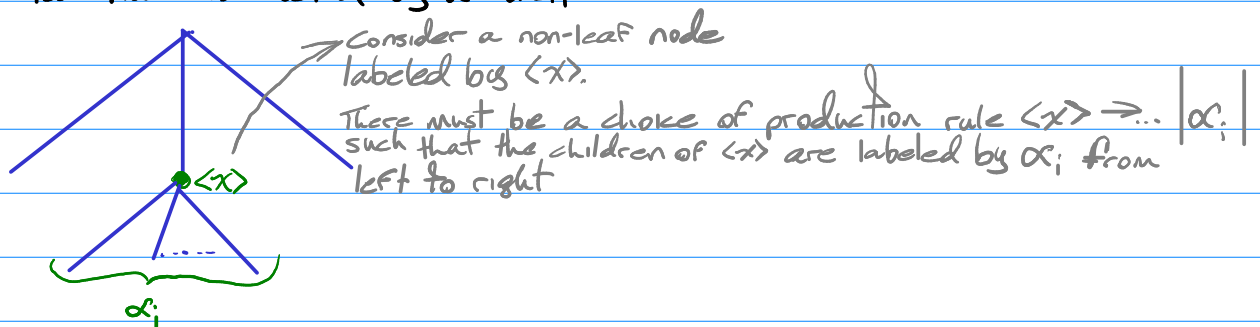 Consider a non-leaf node
labeled by <x>.
There must be a choice of production rule <x> → ... | αᵢ |
such that the children of <x> are labeled by αᵢ from
left to right
<x>
.....
αᵢ